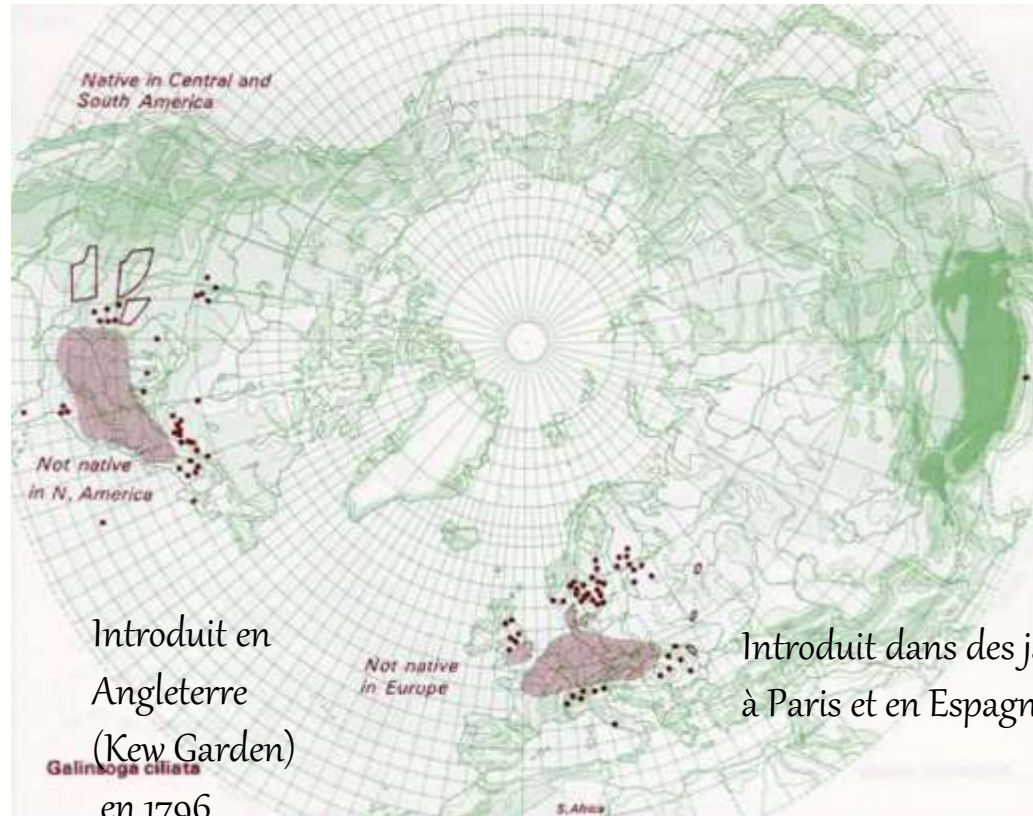 Native in Central and
South America
Not native
in N. America
Introduit en
Angleterre
(Kew Garden)
en 1796
Not native
in Europe
Introduit dans des
à Paris et en
Galinsoga ciliata
S. Africa